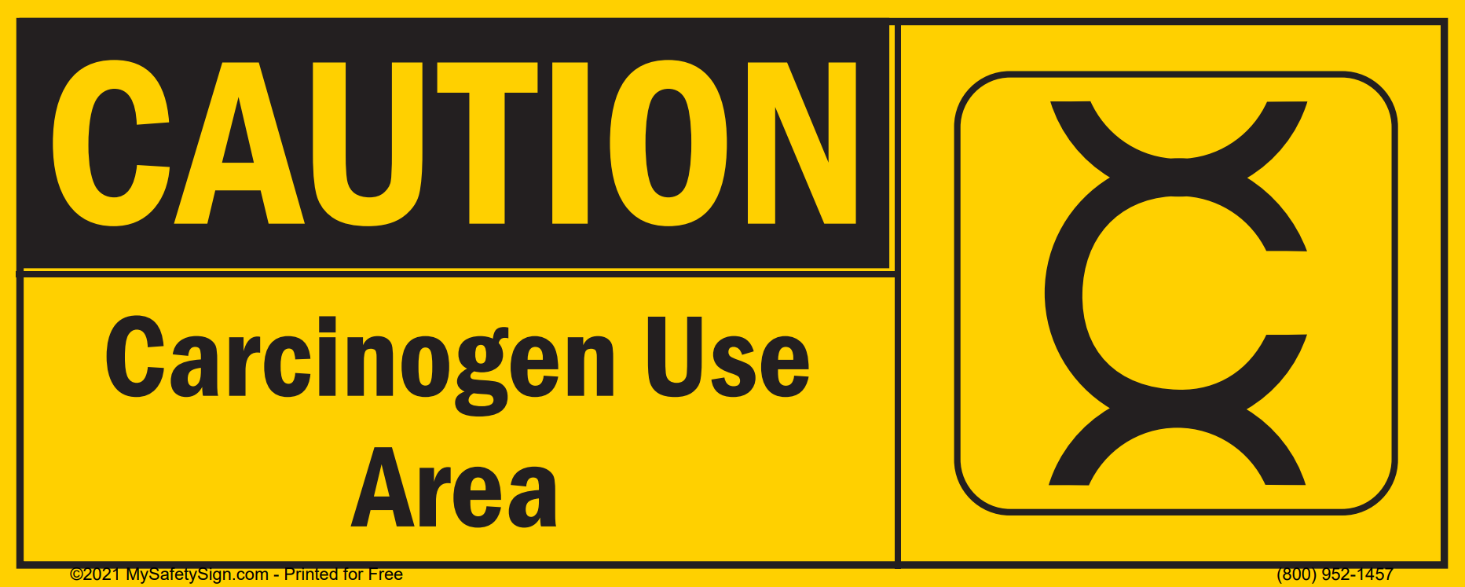 CAUTION
Carcinogen Use
Area
©2021 MySafetySign.com - Printed for Free
(800) 952-1457